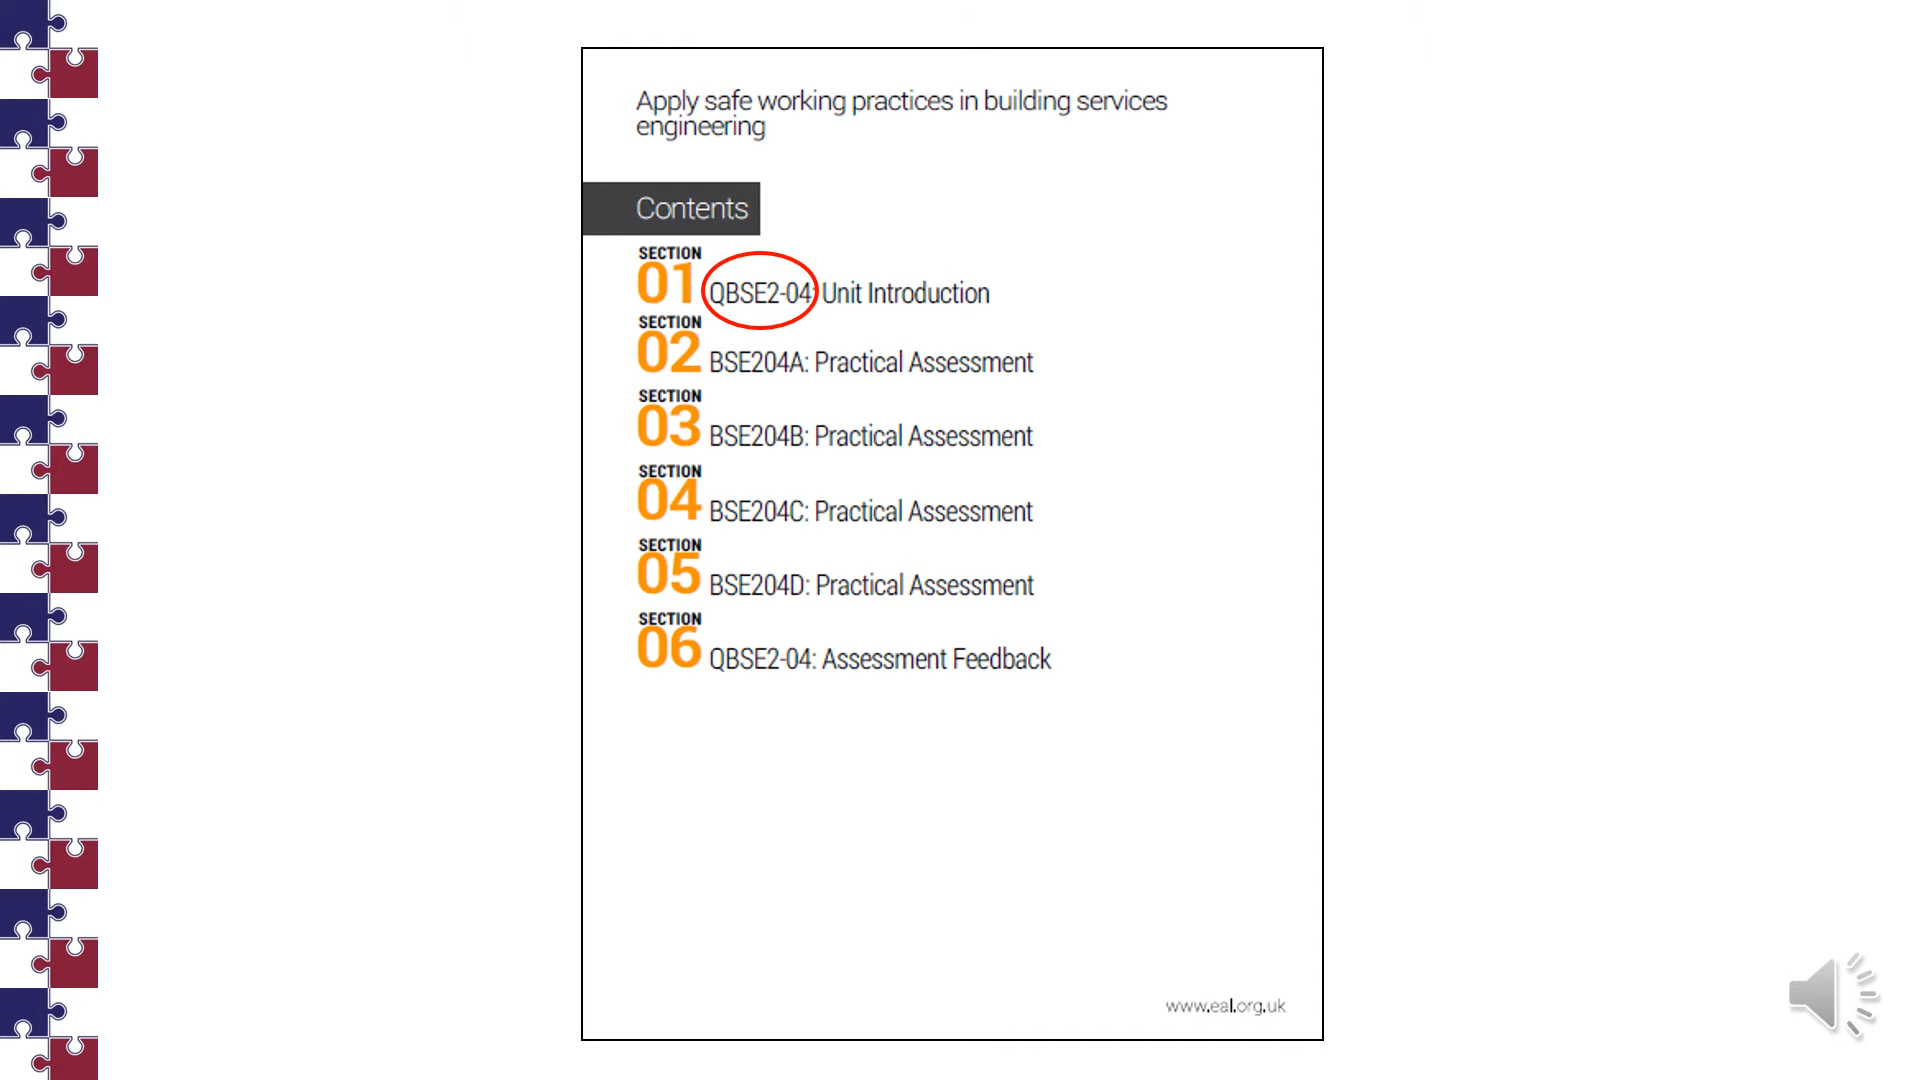 Apply safe working practices in building services
engineering
Contents
SECTION
01 QBSE2-04: Unit Introduction
SECTION
02 BSE204A: Practical Assessment
SECTION
03 BSE204B: Practical Assessment
SECTION
04 BSE204C: Practical Assessment
SECTION
05 BSE204D: Practical Assessment
SECTION
06 QBSE2-04: Assessment Feedback
www.eal.org.uk